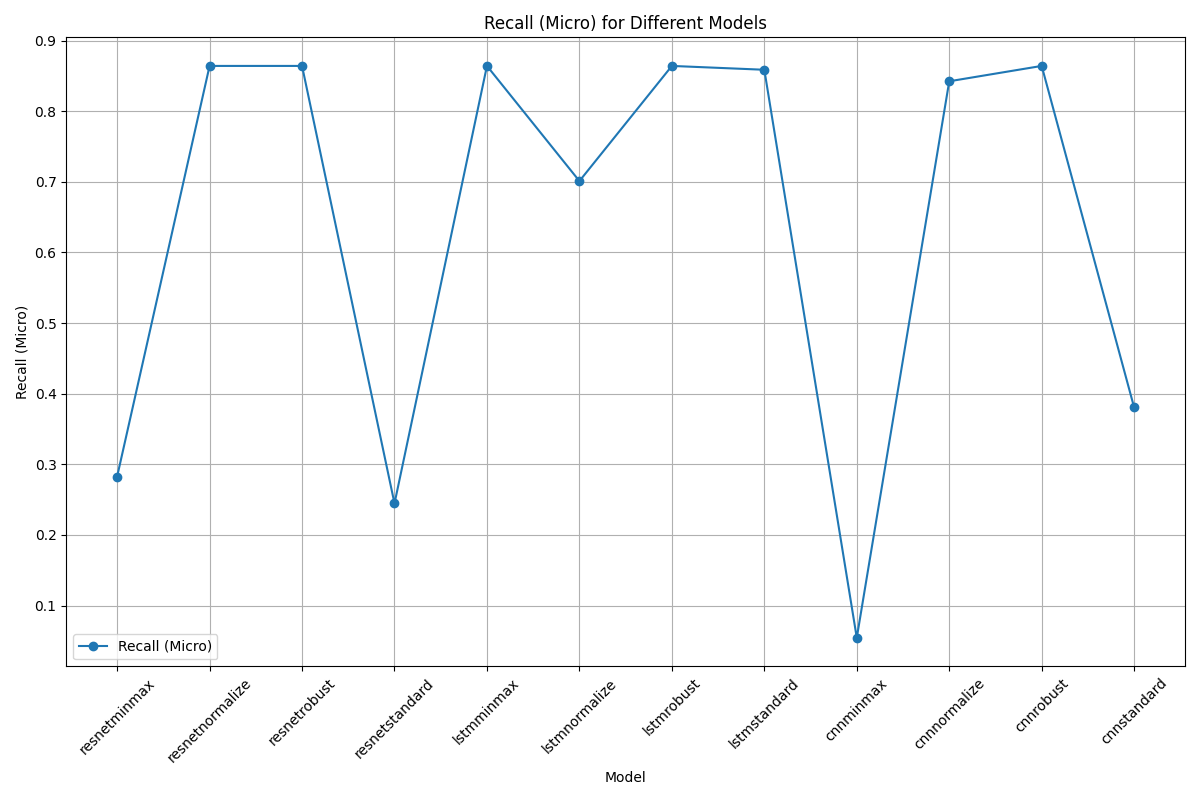 Recall (Micro) for Different Models
0.9
0.8
0.7
0.6
0.5
0.4
0.3
0.2
0.1
Recall (Micro)
Recall (Micro)
resnetminmax
resnetnormalize
resnetrobust
resnetstandard
lstmminmax
lstmnormalize
lstmrobust
lstmstandard
cnnminmax
cnnnormalize
cnnrobust
cnnstandard
Model